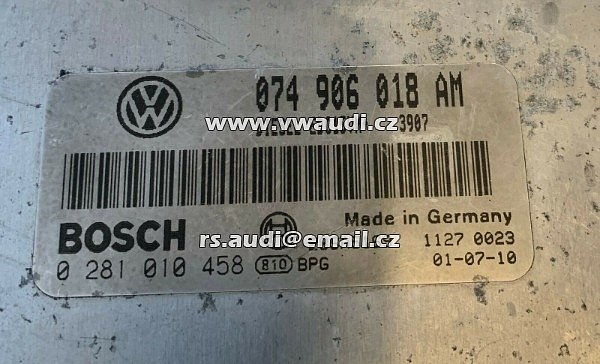 074 906 018 AM
www.vwaudi.cz
3907
BOSCH
Made in Germany
rs.audi@email.cz
1127 0023
0 281 010 458 810 BPG 01-07-10